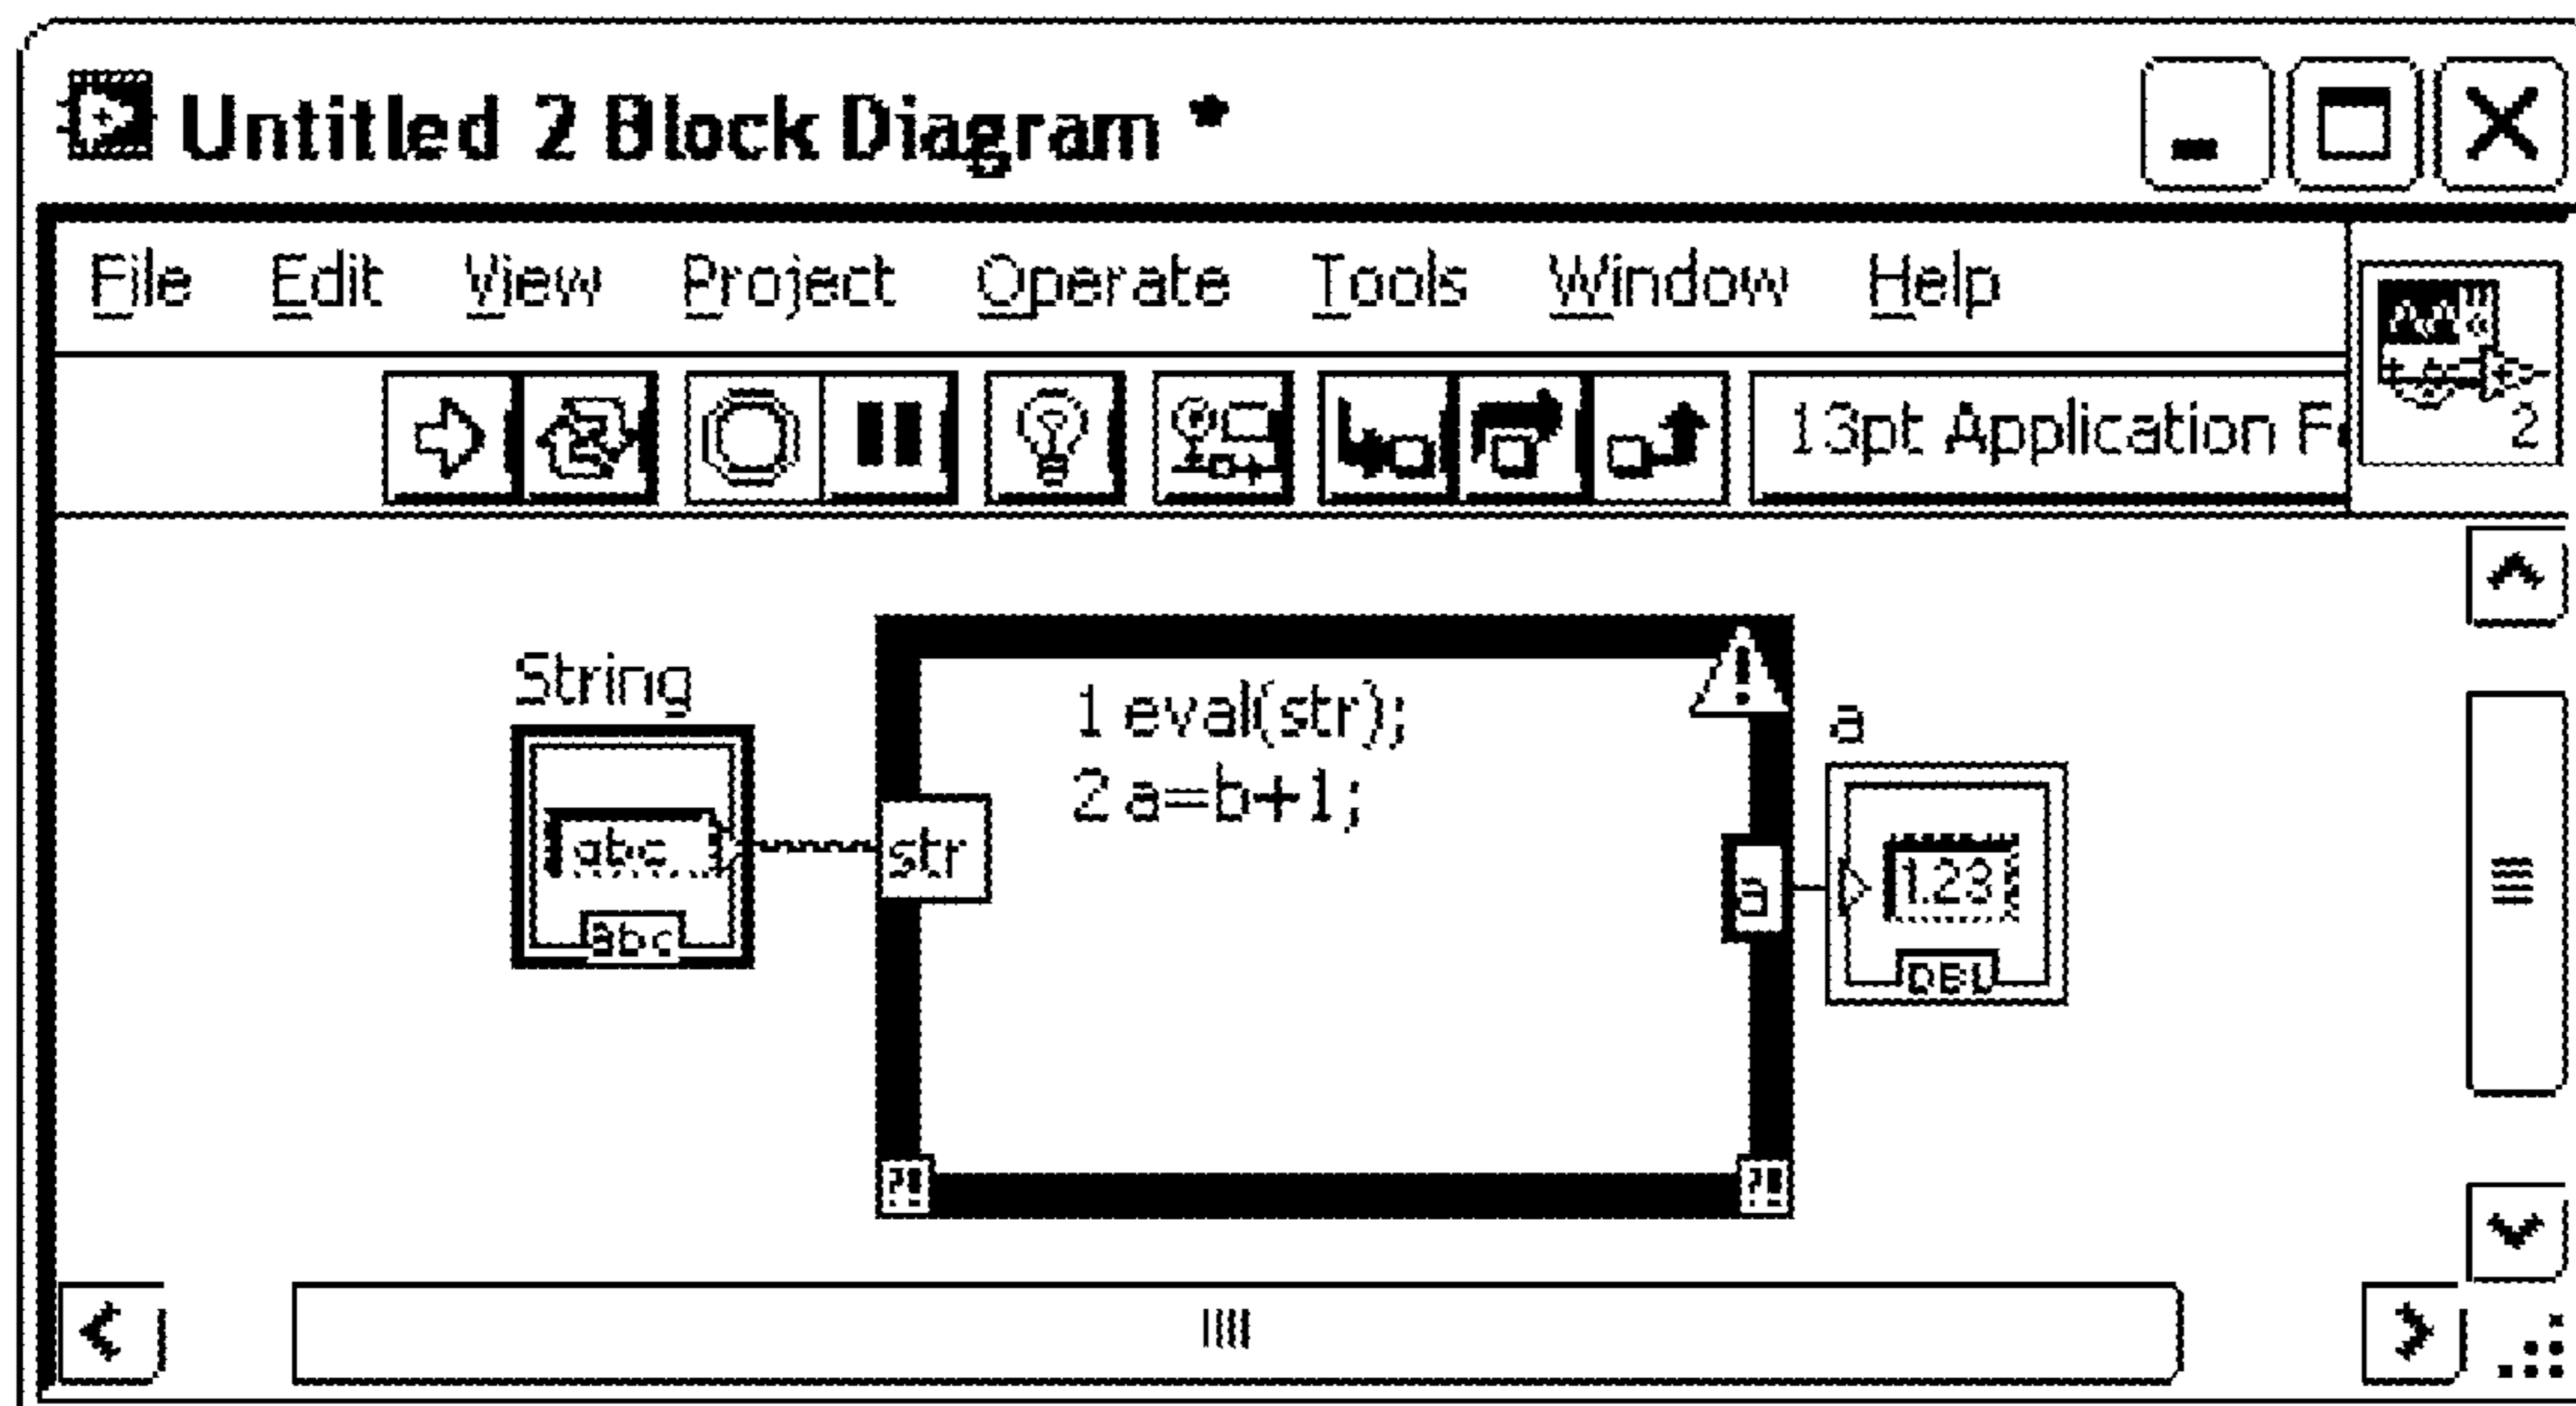 Untitled 2 Block Diagram *
File Edit View Project Operate Tools Window Help
13pt Application F
2
String
1 eval(str);
2 a=b+1;
a
abc
str
1.23
a
abc
DBL
?!
?!